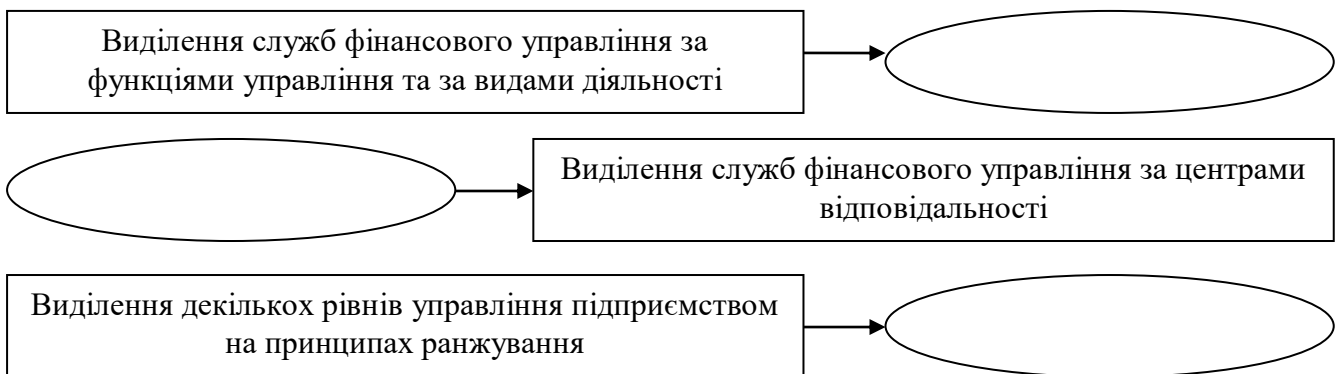 Виділення служб фінансового управління за
функціями управління та за видами діяльності
Виділення служб фінансового управління за центрами
відповідальності
Виділення декількох рівнів управління підприємством
на принципах ранжування